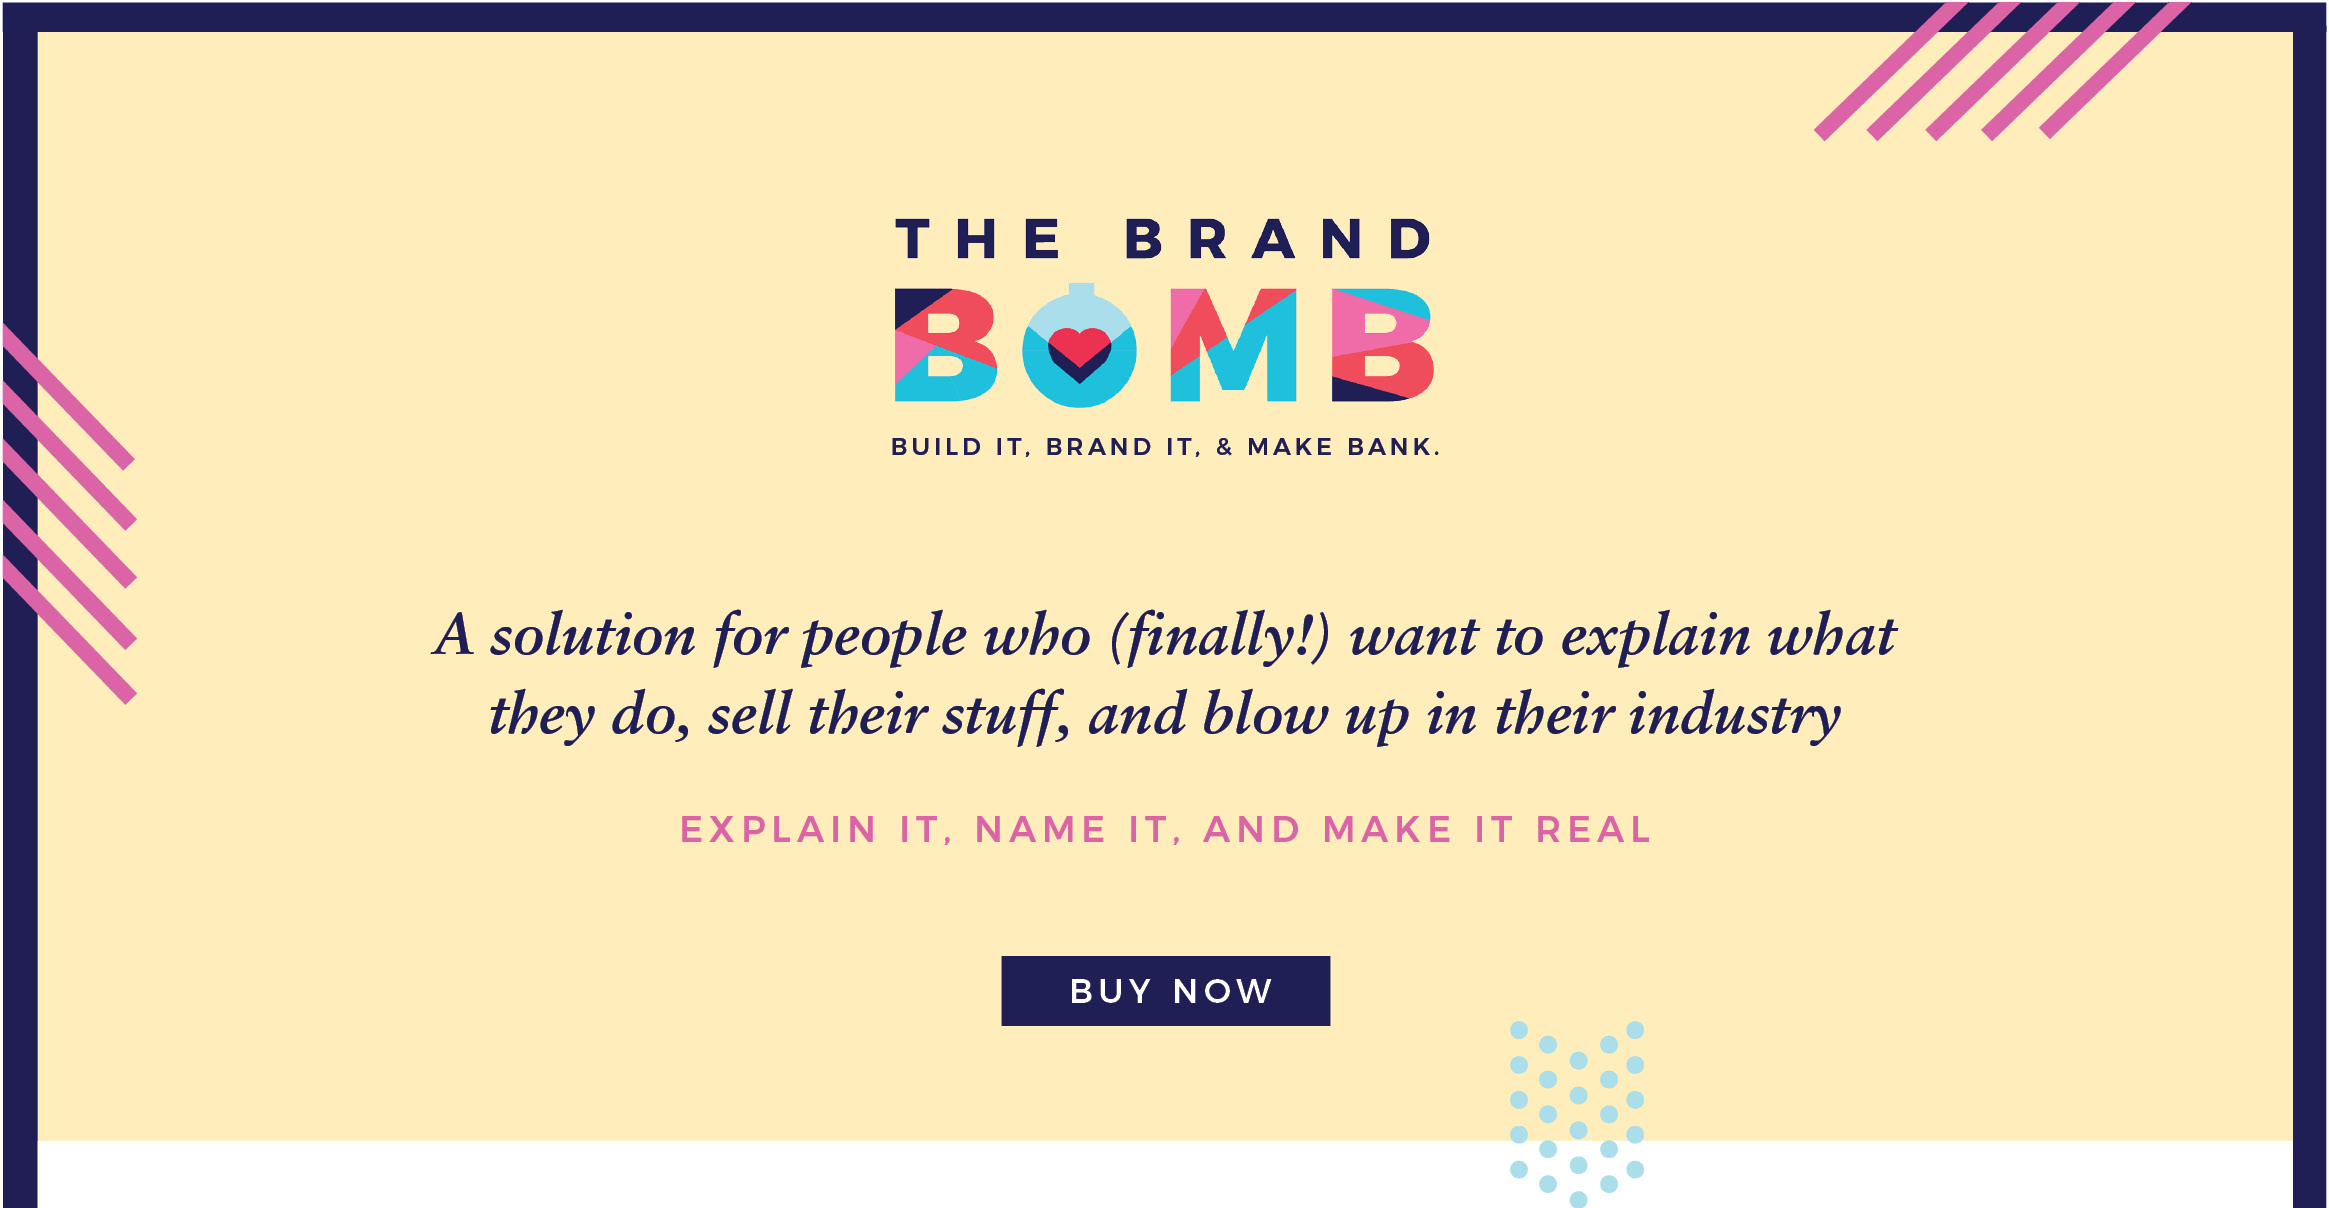 THE BRAND
BOMB
BUILD IT, BRAND IT, & MAKE BANK.
A solution for people who (finally!) want to explain what
they do, sell their stuff, and blow up in their industry
EXPLAIN IT, NAME IT, AND MAKE IT REAL
BUY NOW